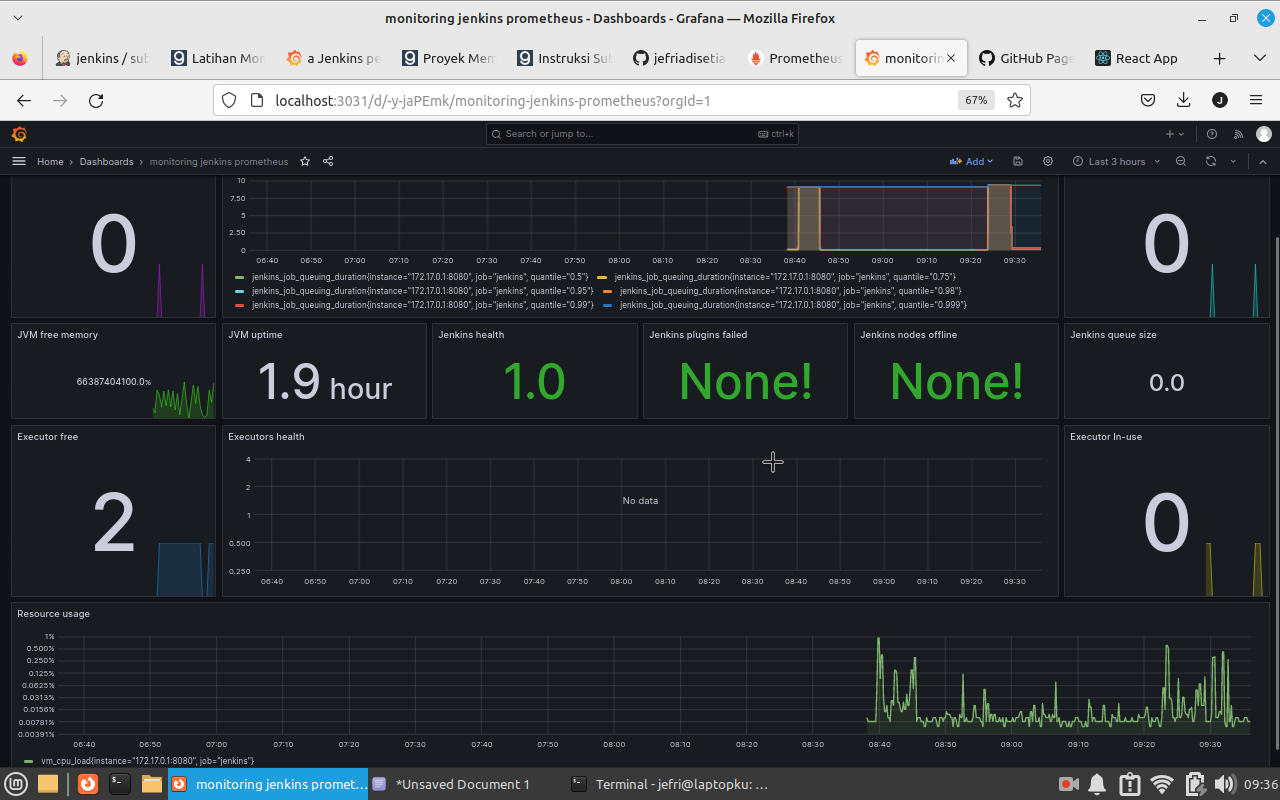 monitoring jenkins prometheus - Dashboards - Grafana — Mozilla Firefox
jenkins / sub
Latihan Mon
a Jenkins pe
Proyek Mem
Instruksi Sub
jefriadisetia
Prometheus
monitorin
GitHub Page
React App
localhost:3031/d/-y-jaPEmk/monitoring-jenkins-prometheus?orgId=1
67%
J
Search or jump to...
ctrl+k
Home › Dashboards › monitoring jenkins prometheus
Add
Last 3 hours
0
10
7.50
5
2.50
0
06:40 06:50 07:00 07:10 07:20 07:30 07:40 07:50 08:00 08:10 08:20 08:30 08:40 08:50 09:00 09:10 09:20 09:30
jenkins_job_queuing_duration{instance="172.17.0.1:8080", job="jenkins", quantile="0.5"}
jenkins_job_queuing_duration{instance="172.17.0.1:8080", job="jenkins", quantile="0.75"}
jenkins_job_queuing_duration{instance="172.17.0.1:8080", job="jenkins", quantile="0.95"}
jenkins_job_queuing_duration{instance="172.17.0.1:8080", job="jenkins", quantile="0.98"}
jenkins_job_queuing_duration{instance="172.17.0.1:8080", job="jenkins", quantile="0.99"}
jenkins_job_queuing_duration{instance="172.17.0.1:8080", job="jenkins", quantile="0.999"}
0
JVM free memory
66387404100.0%
JVM uptime
1.9 hour
Jenkins health
1.0
Jenkins plugins failed
None!
Jenkins nodes offline
None!
Jenkins queue size
0.0
Executor free
2
Executors health
4
2
1
0.500
0.250
No data
06:40 06:50 07:00 07:10 07:20 07:30 07:40 07:50 08:00 08:10 08:20 08:30 08:40 08:50 09:00 09:10 09:20 09:30
Executor In-use
0
Resource usage
1%
0.500%
0.250%
0.125%
0.0625%
0.0313%
0.0156%
0.00781%
0.00391%
06:40 06:50 07:00 07:10 07:20 07:30 07:40 07:50 08:00 08:10 08:20 08:30 08:40 08:50 09:00 09:10 09:20 09:30
vm_cpu_load{instance="172.17.0.1:8080", job="jenkins"}
monitoring jenkins promet...
*Unsaved Document 1
Terminal - jefri@laptopku: ...
09:36